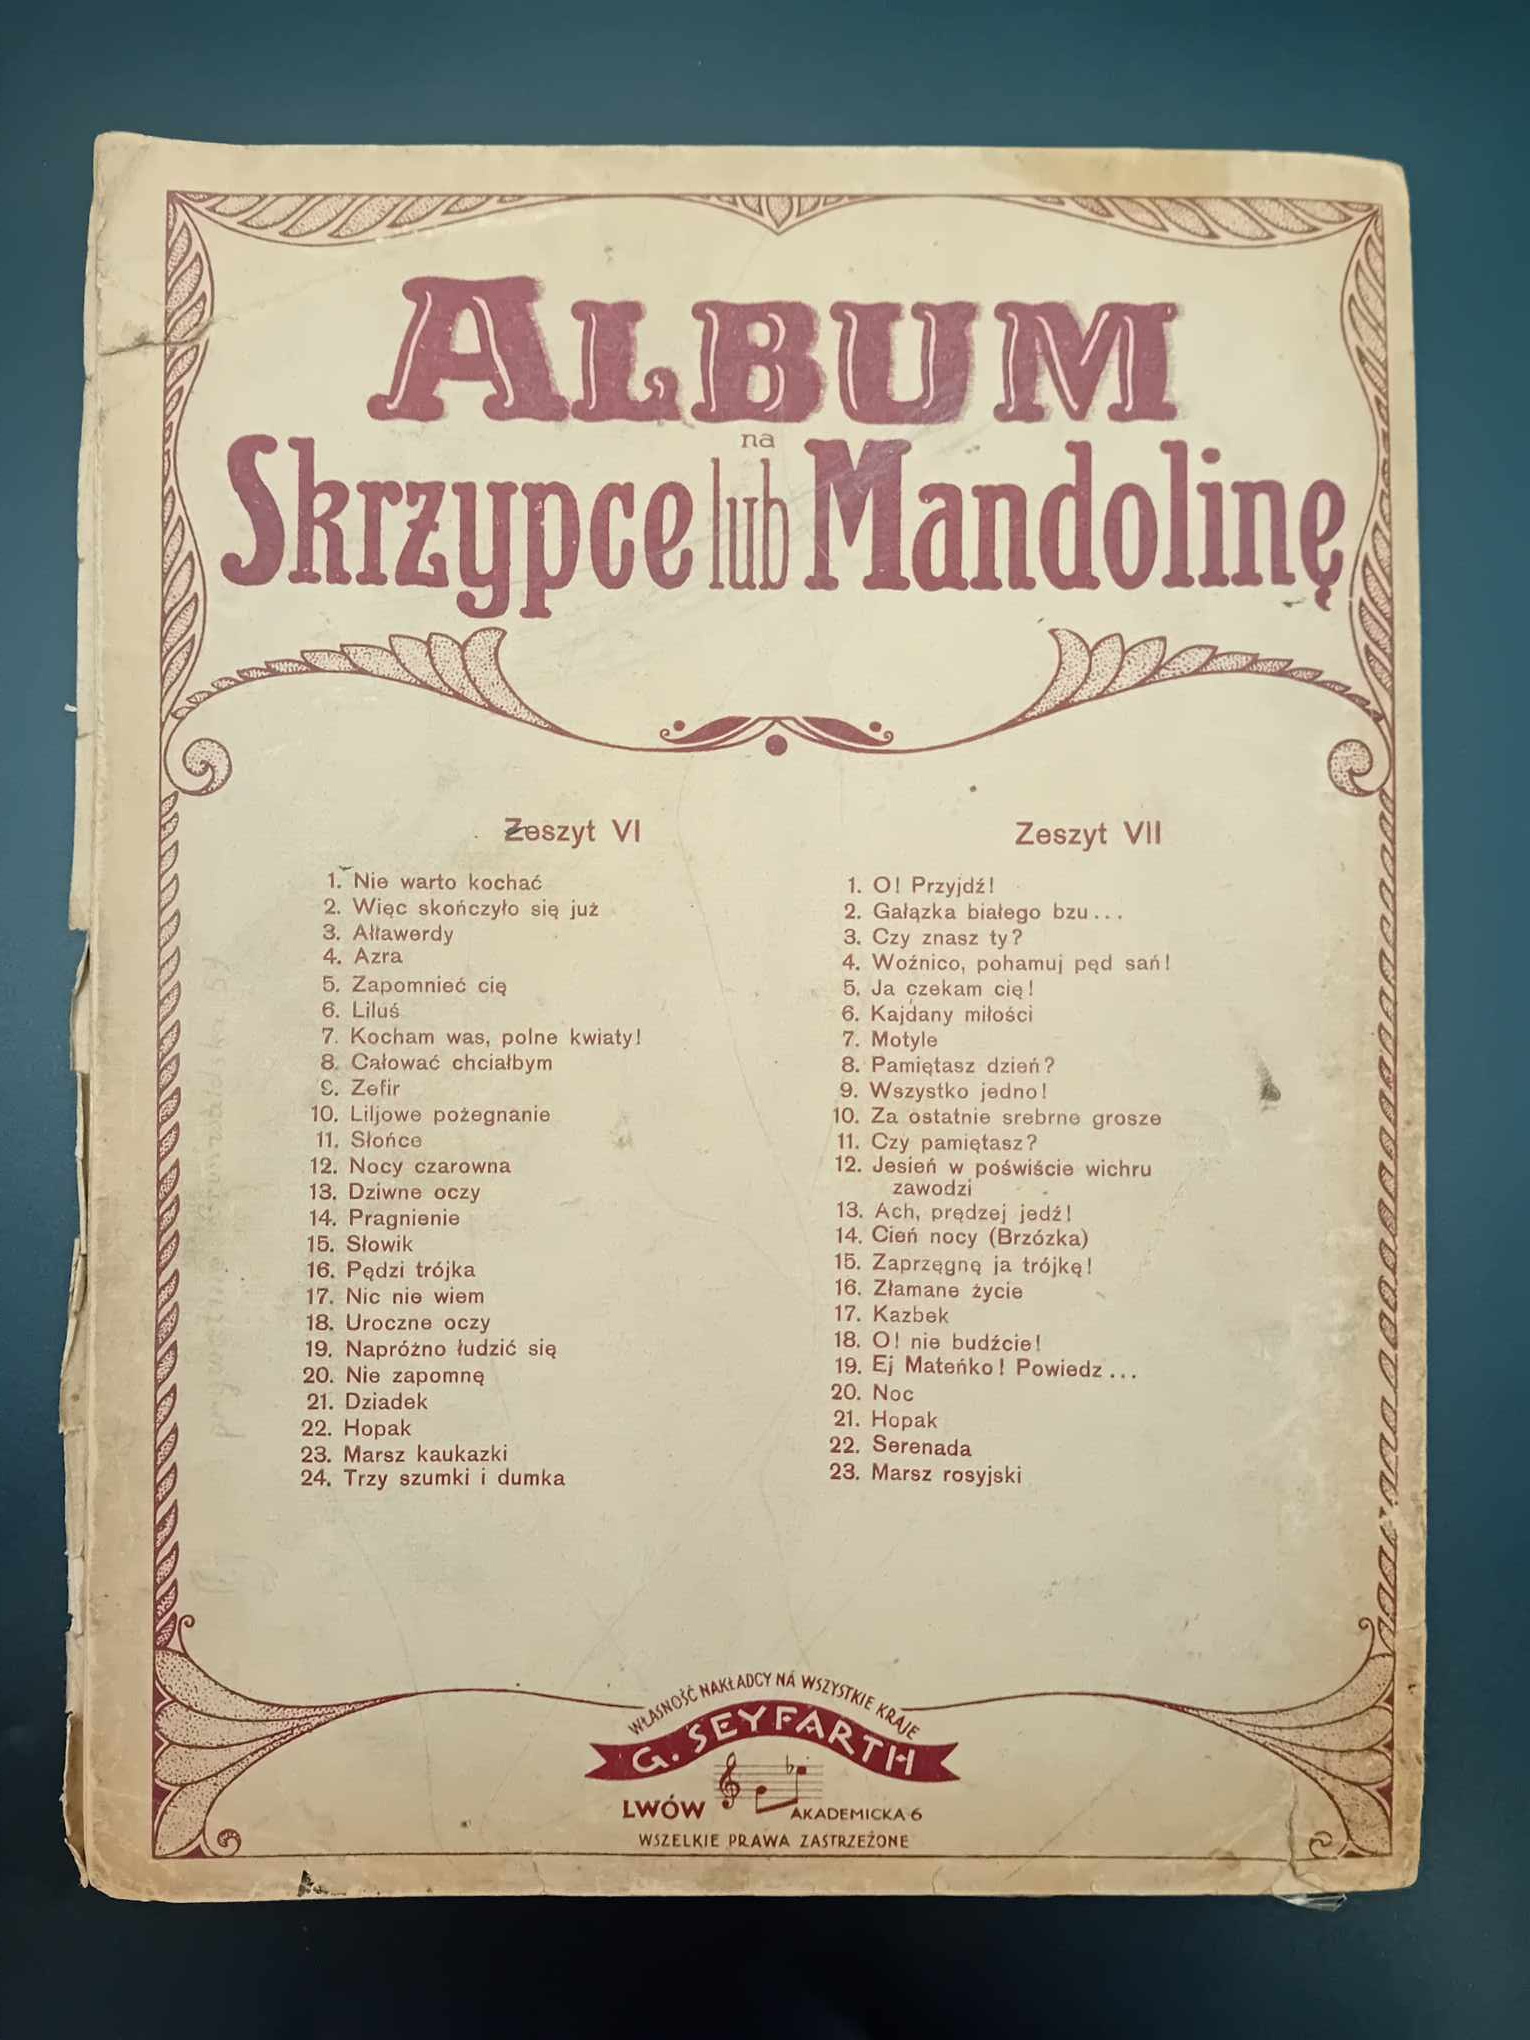 ALBUM
na
Skrzypce lub Mandolinę
Zeszyt VI
1. Nie warto kochać
2. Więc skończyło się już
3. Ałławerdy
4. Azra
5. Zapomnieć cię
6. Liluś
7. Kocham was, polne kwiaty!
8. Całować chciałbym
9. Zefir
10. Liljowe pożegnanie
11. Słońce
12. Nocy czarowna
13. Dziwne oczy
14. Pragnienie
15. Słowik
16. Pędzi trójka
17. Nic nie wiem
18. Uroczne oczy
19. Napróżno łudzić się
20. Nie zapomnę
21. Dziadek
22. Hopak
23. Marsz kaukazki
24. Trzy szumki i dumka
Zeszyt VII
1. O! Przyjdź!
2. Gałązka białego bzu...
3. Czy znasz ty?
4. Woźnico, pohamuj pęd sań!
5. Ja czekam cię!
6. Kajdany miłości
7. Motyle
8. Pamiętasz dzień?
9. Wszystko jedno!
10. Za ostatnie srebrne grosze
11. Czy pamiętasz?
12. Jesień w poświście wichru
zawodzi
13. Ach, prędzej jedź!
14. Cień nocy (Brzózka)
15. Zaprzęgnę ja trójkę!
16. Złamane życie
17. Kazbek
18. O! nie budźcie!
19. Ej Mateńko! Powiedz...
20. Noc
21. Hopak
22. Serenada
23. Marsz rosyjski
WŁASNOŚĆ NAKŁADCY NA WSZYSTKIE KRAJE
G. SEYFARTH
LWÓW AKADEMICKA 6
WSZELKIE PRAWA ZASTRZEŻONE